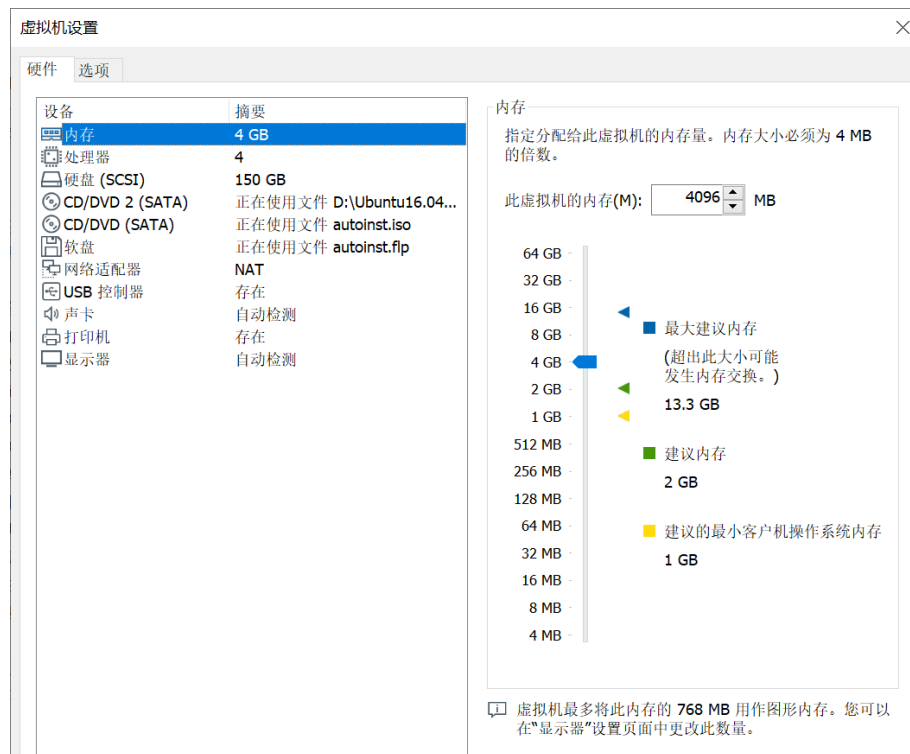 虚拟机设置
硬件 选项
设备 摘要
内存 4 GB
处理器 4
硬盘 (SCSI) 150 GB
CD/DVD 2 (SATA) 正在使用文件 D:\Ubuntu16.04...
CD/DVD (SATA) 正在使用文件 autoinst.iso
软盘 正在使用文件 autoinst.flp
网络适配器 NAT
USB 控制器 存在
声卡 自动检测
打印机 存在
显示器 自动检测
内存
指定分配给此虚拟机的内存量。内存大小必须为 4 MB
的倍数。
此虚拟机的内存(M): 4096 MB
64 GB
32 GB
16 GB
8 GB
4 GB
2 GB
1 GB
512 MB
256 MB
128 MB
64 MB
32 MB
16 MB
8 MB
4 MB
最大建议内存
(超出此大小可能
发生内存交换。)
13.3 GB
建议内存
2 GB
建议的最小客户机操作系统内存
1 GB
虚拟机最多将此内存的 768 MB 用作图形内存。您可以
在“显示器”设置页面中更改此数量。